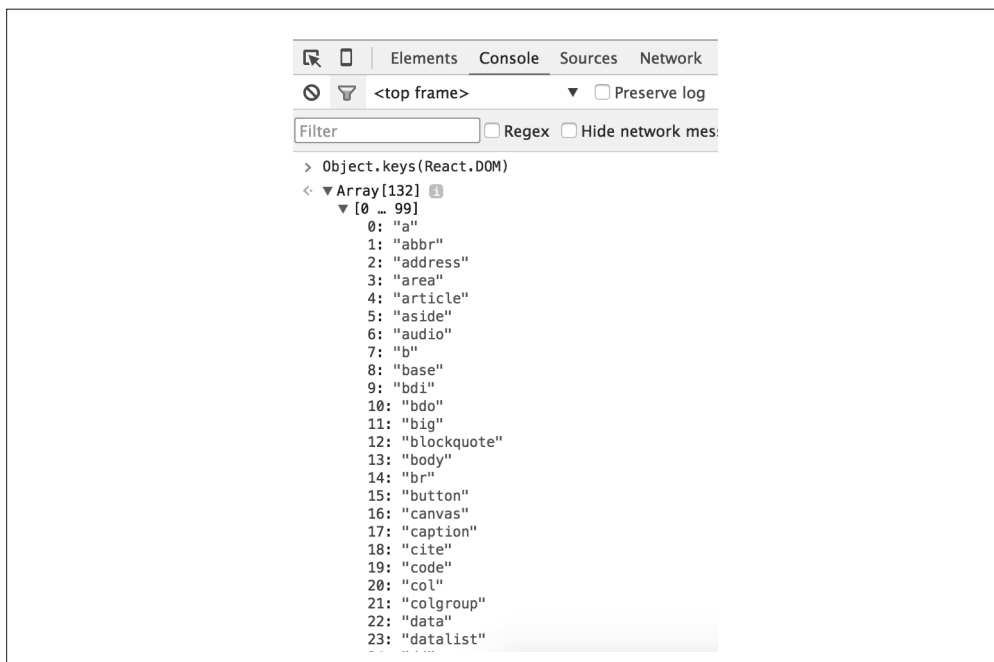 Elements Console Sources Network
<top frame> ▼ Preserve log
Filter Regex Hide network mes
> Object.keys(React.DOM)
<· ▼ Array[132] i
▼ [0 … 99]
0: "a"
1: "abbr"
2: "address"
3: "area"
4: "article"
5: "aside"
6: "audio"
7: "b"
8: "base"
9: "bdi"
10: "bdo"
11: "big"
12: "blockquote"
13: "body"
14: "br"
15: "button"
16: "canvas"
17: "caption"
18: "cite"
19: "code"
20: "col"
21: "colgroup"
22: "data"
23: "datalist"